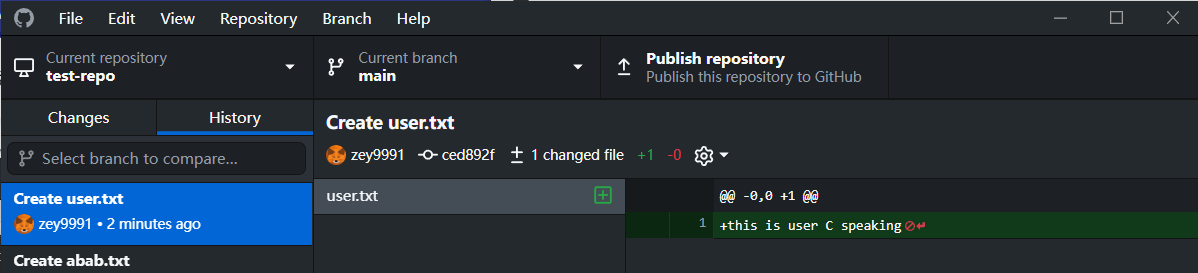 File Edit View Repository Branch Help
Current repository
test-repo
Current branch
main
Publish repository
Publish this repository to GitHub
Changes History
Select branch to compare...
Create user.txt
zey9991 • 2 minutes ago
Create abab.txt
Create user.txt
zey9991 ced892f 1 changed file +1 -0
user.txt
@@ -0,0 +1 @@
1 +this is user C speaking